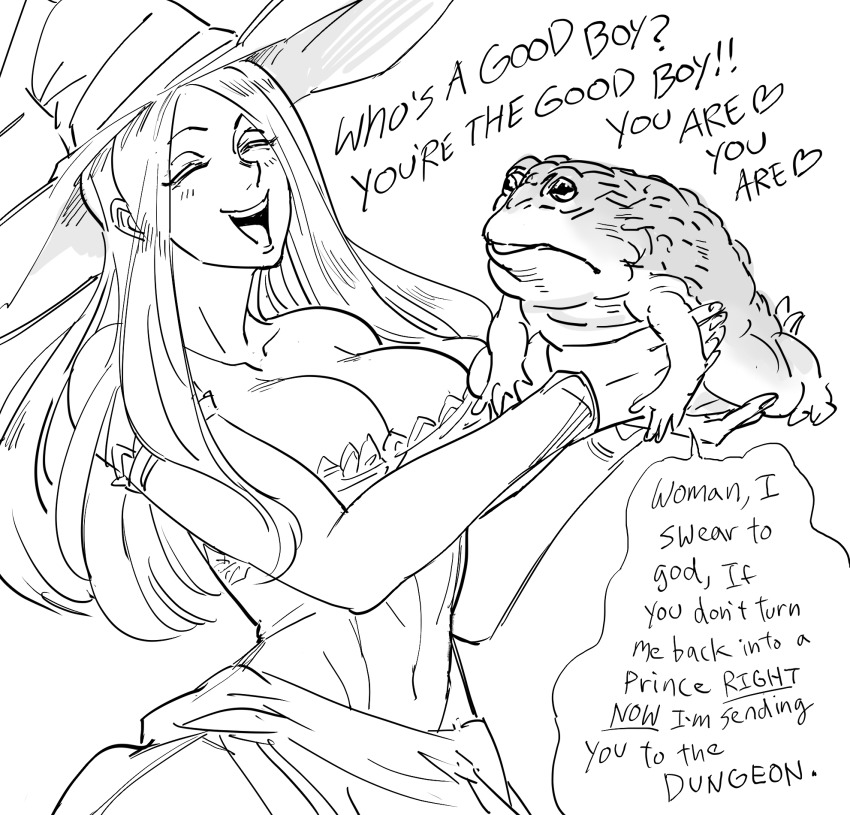 WHO'S A GOOD BOY?
YOU'RE THE GOOD BOY!!
YOU ARE ♡
YOU
ARE ♡
Woman, I
swear to
god, If
you don't turn
me back into a
Prince RIGHT
NOW I'm sending
you to the
DUNGEON.